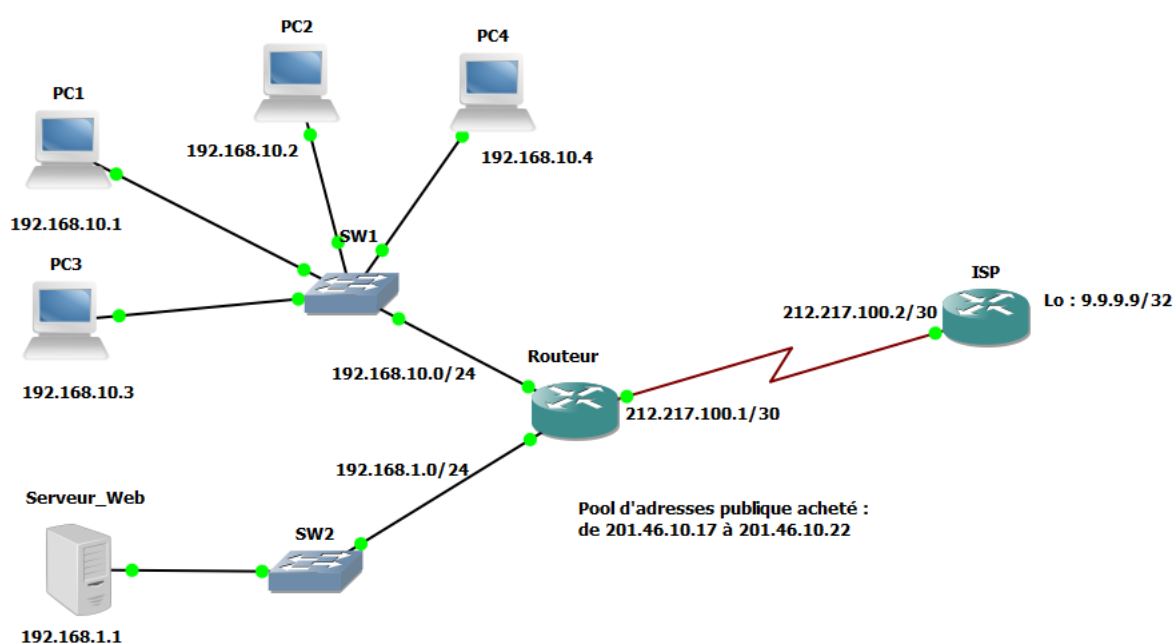 PC2
PC4
PC1
192.168.10.2
192.168.10.4
192.168.10.1
SW1
PC3
ISP
Lo : 9.9.9.9/32
212.217.100.2/30
Routeur
192.168.10.0/24
192.168.10.3
212.217.100.1/30
192.168.1.0/24
Serveur_Web
Pool d'adresses publique acheté :
de 201.46.10.17 à 201.46.10.22
SW2
192.168.1.1